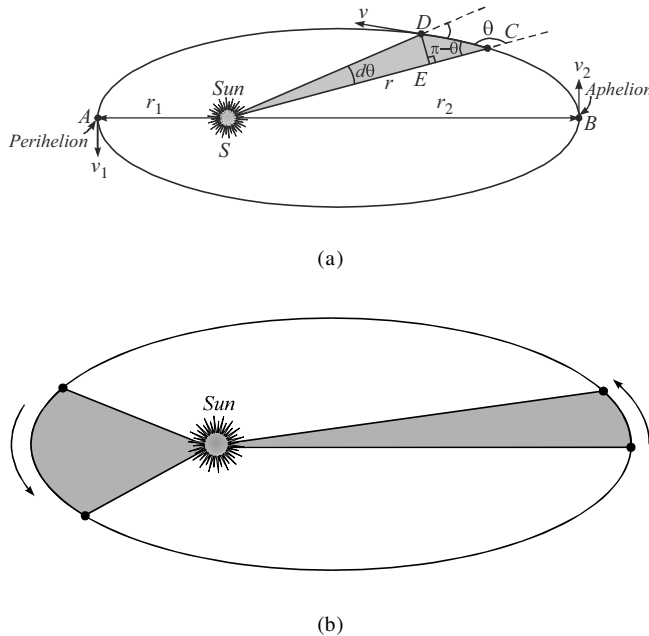 D
θ
C
v
π–θ
dθ
E
v2
r
Sun
Aphelion
A
r1
r2
B
Perihelion
S
v1
(a)
Sun
(b)